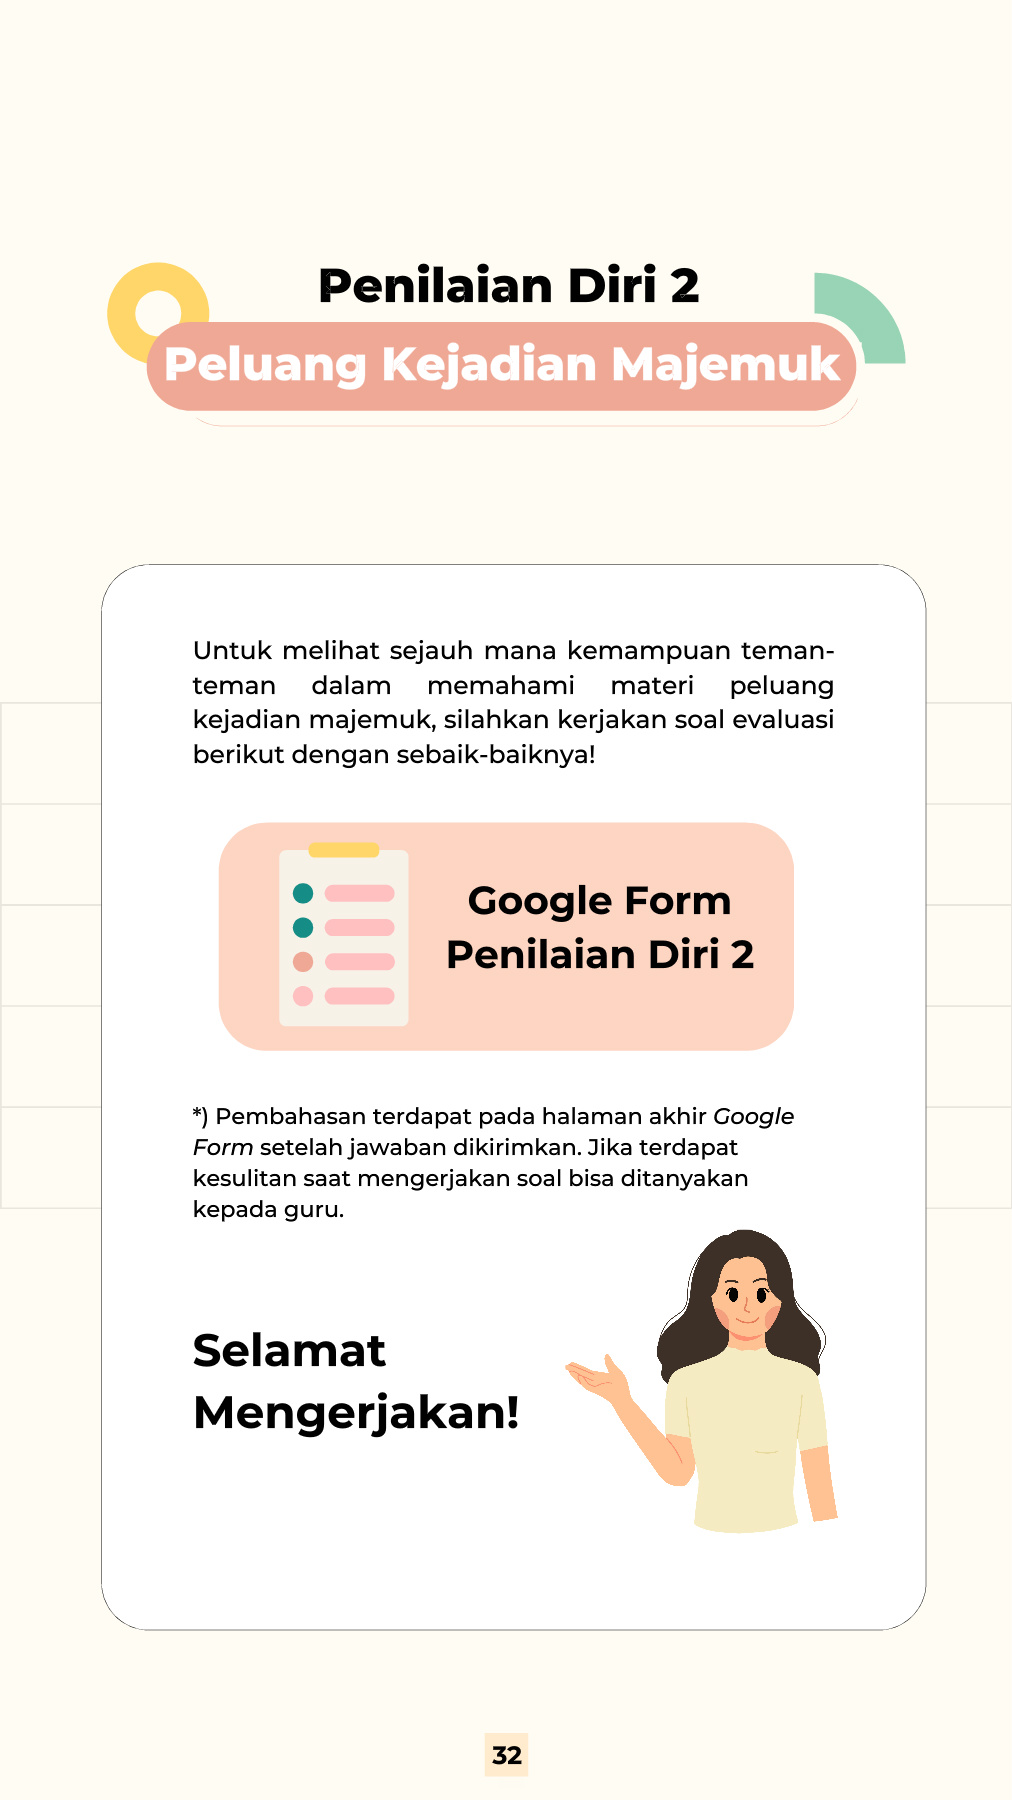 Penilaian Diri 2
Peluang Kejadian Majemuk
Untuk melihat sejauh mana kemampuan teman-
teman dalam memahami materi peluang
kejadian majemuk, silahkan kerjakan soal evaluasi
berikut dengan sebaik-baiknya!
Google Form
Penilaian Diri 2
*) Pembahasan terdapat pada halaman akhir Google
Form setelah jawaban dikirimkan. Jika terdapat
kesulitan saat mengerjakan soal bisa ditanyakan
kepada guru.
Selamat
Mengerjakan!
32